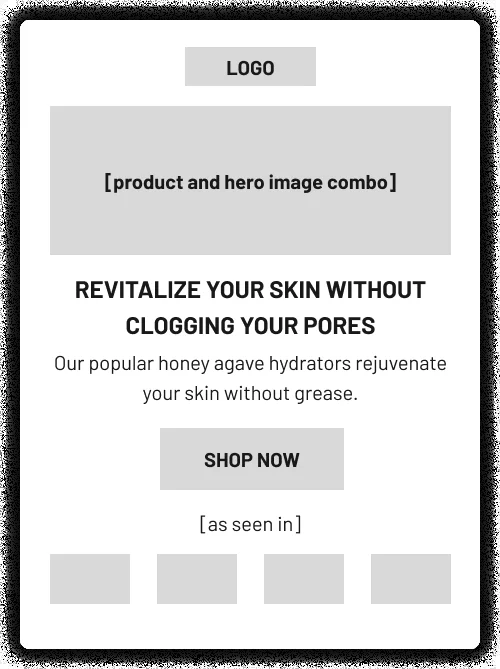 LOGO
[product and hero image combo]
REVITALIZE YOUR SKIN WITHOUT
CLOGGING YOUR PORES
Our popular honey agave hydrators rejuvenate
your skin without grease.
SHOP NOW
[as seen in]